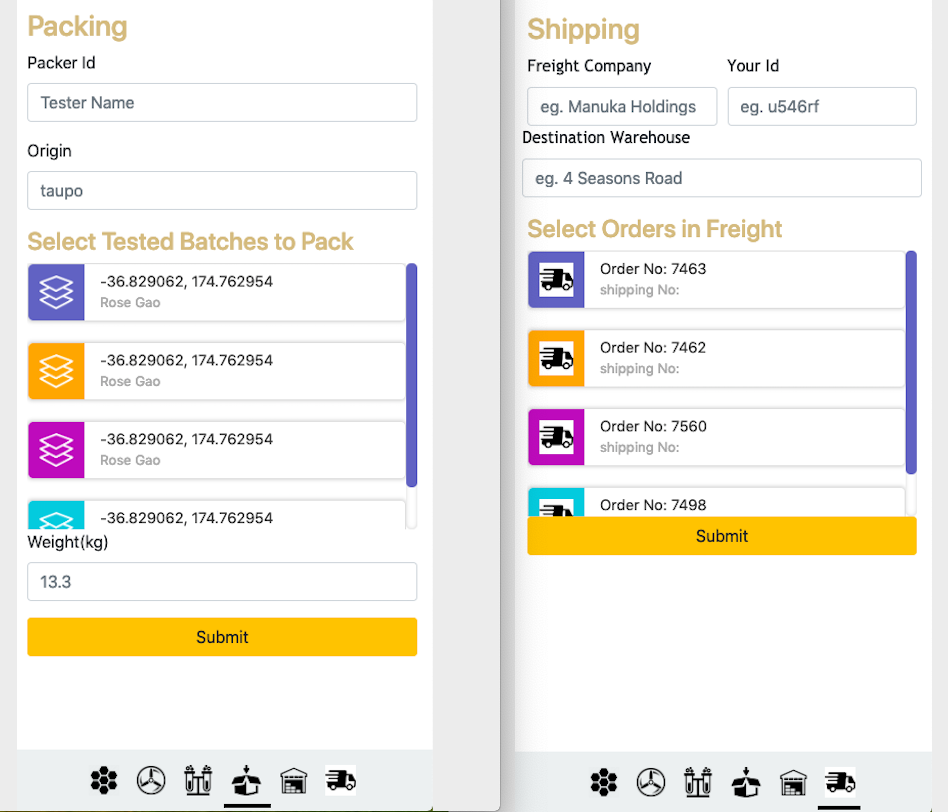 Packing
Packer Id
Tester Name
Origin
taupo
Select Tested Batches to Pack
-36.829062, 174.762954
Rose Gao
-36.829062, 174.762954
Rose Gao
-36.829062, 174.762954
Rose Gao
-36.829062, 174.762954
Weight(kg)
13.3
Submit
Shipping
Freight Company Your Id
eg. Manuka Holdings eg. u546rf
Destination Warehouse
eg. 4 Seasons Road
Select Orders in Freight
Order No: 7463
shipping No:
Order No: 7462
shipping No:
Order No: 7560
shipping No:
Order No: 7498
Submit